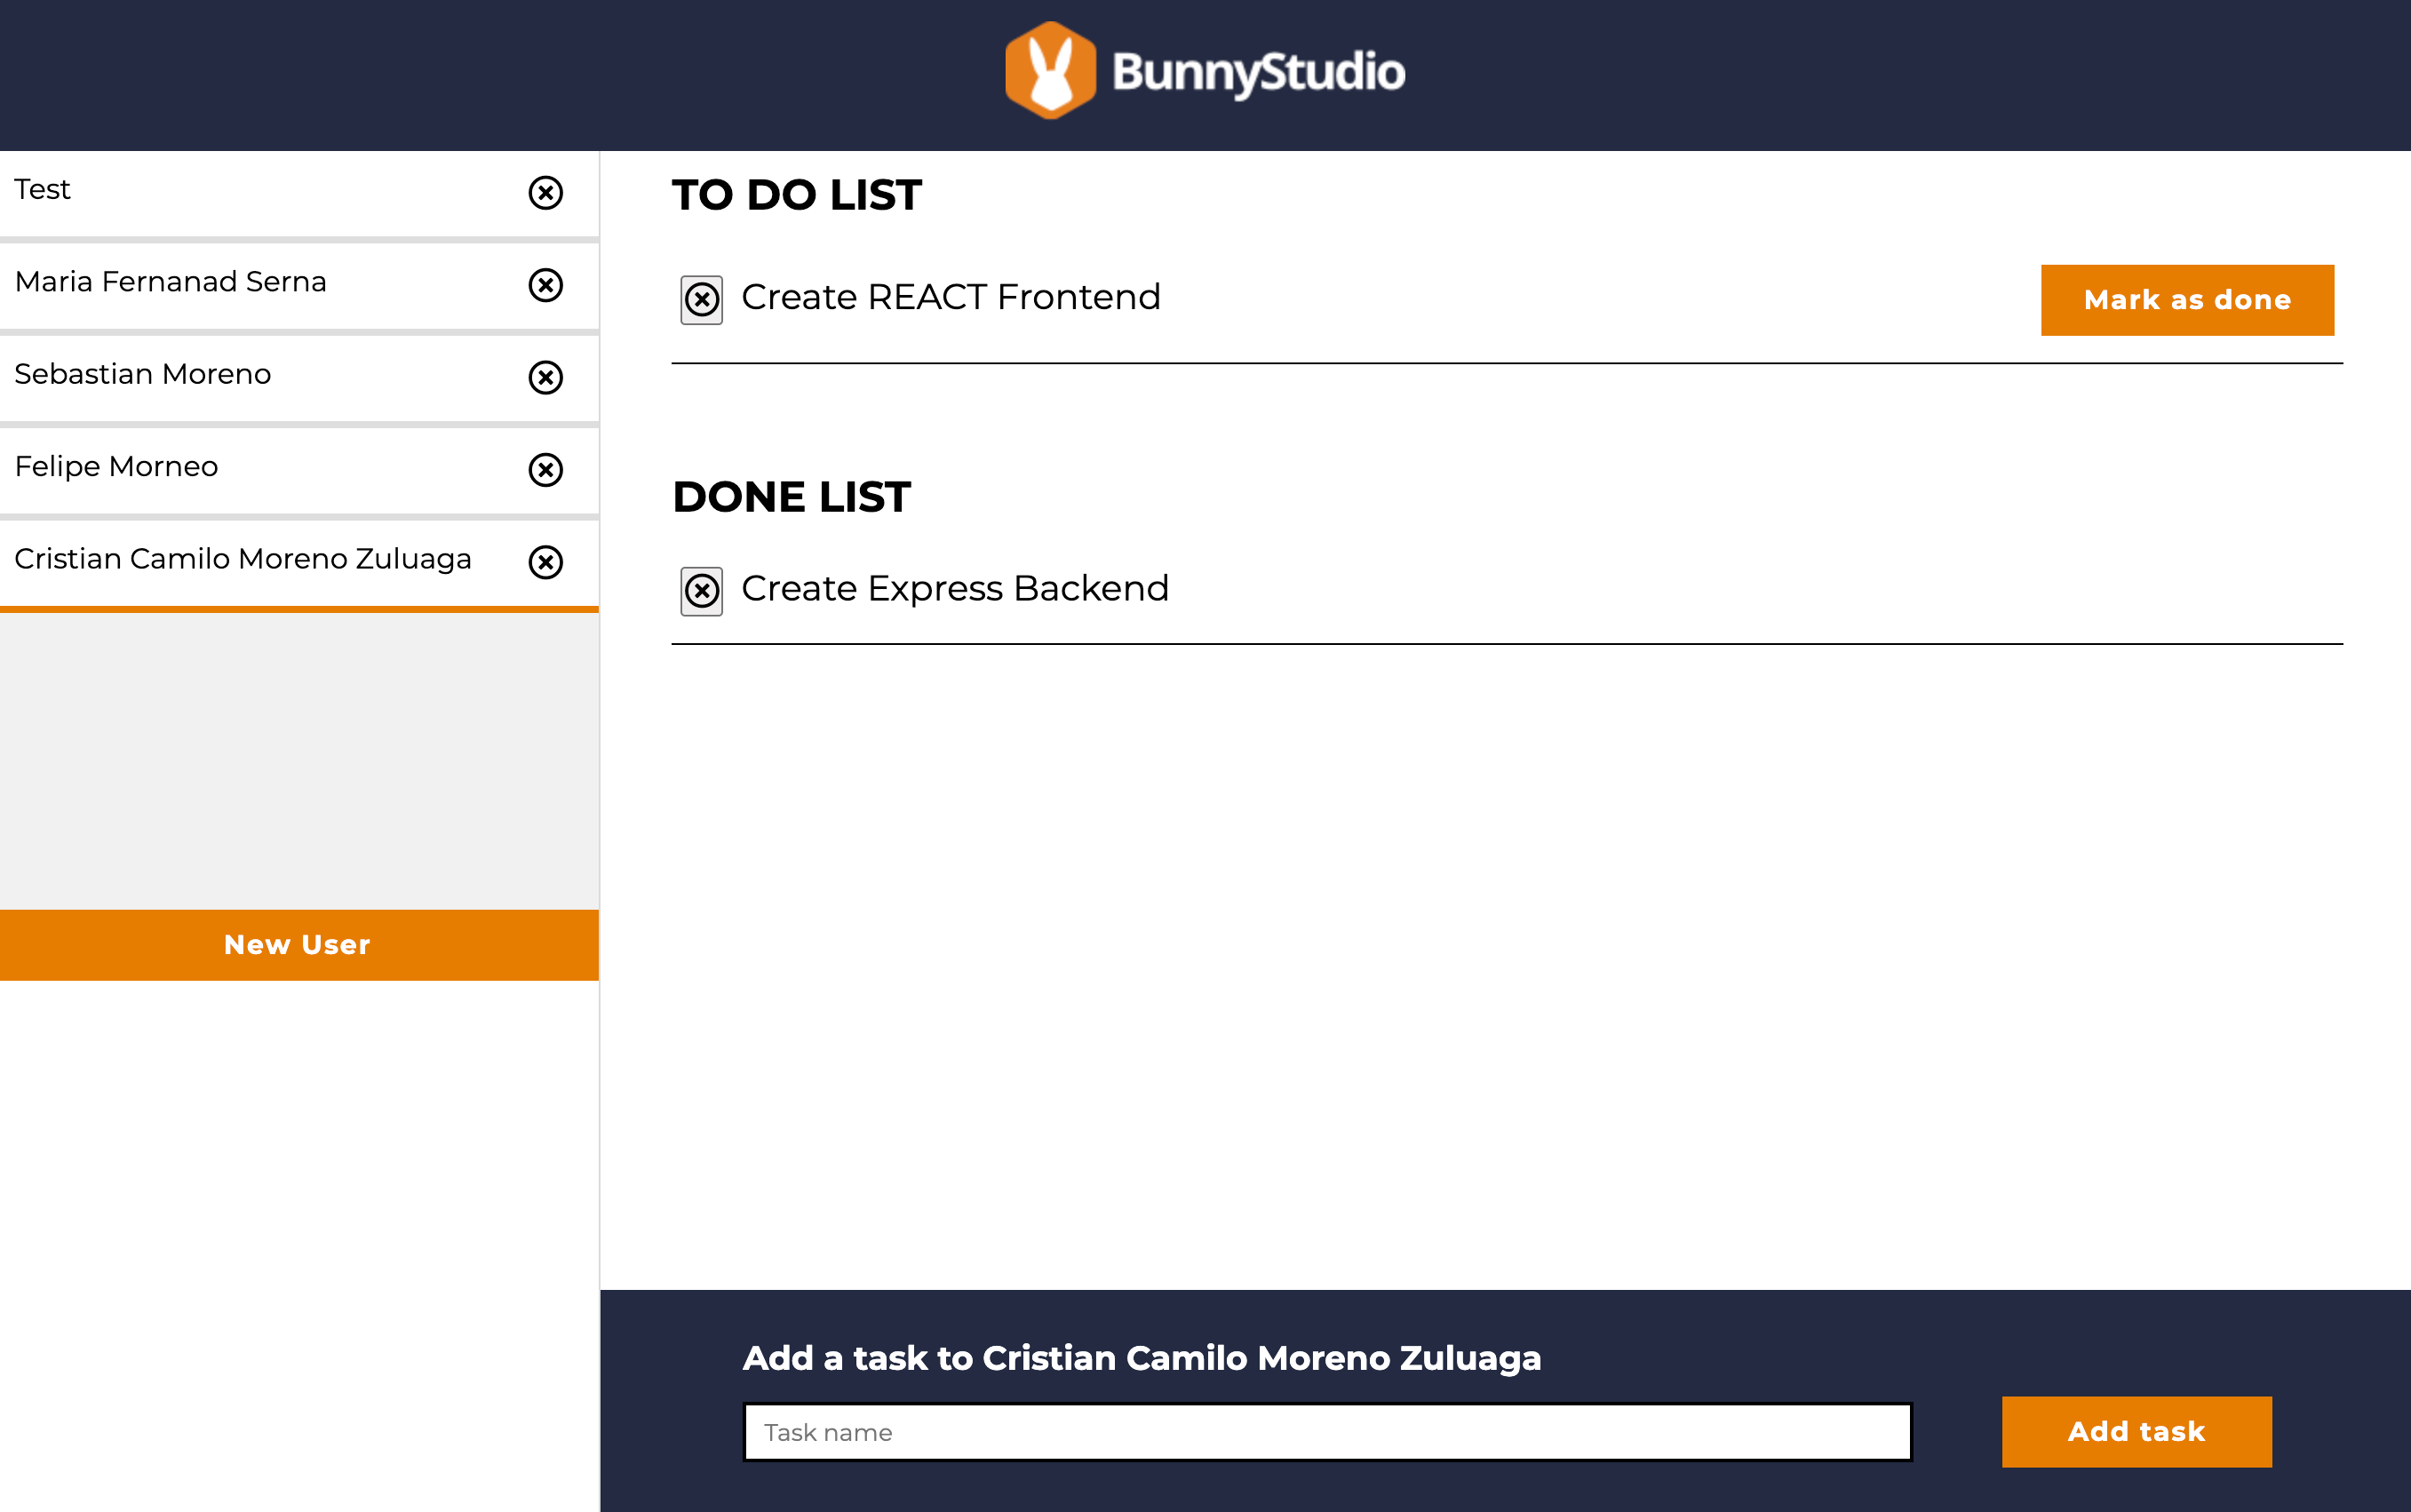 BunnyStudio
Test
Maria Fernanad Serna
Sebastian Moreno
Felipe Morneo
Cristian Camilo Moreno Zuluaga
New User
TO DO LIST
Create REACT Frontend
Mark as done
DONE LIST
Create Express Backend
Add a task to Cristian Camilo Moreno Zuluaga
Task name
Add task